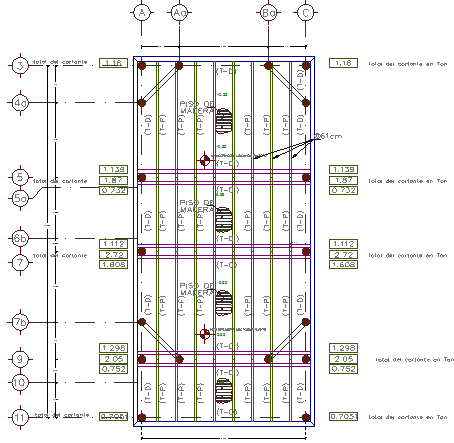 A Aa Ba C
3 total del cortante 1.16 (T-D) 1.16 total del cortante en Ton
(T-D)
4a
PISO DE
MADERA
(T-D) (T-P) (T-P) (T-P) (T-P) (T-P) (T-P) (T-D)
@61cm
(T-D)
1.139 1.139
5 total del cortante 1.87 1.87 total del cortante en Ton
5a 0.732 (T-D) 0.732
PISO DE
MADERA
(T-D) (T-P) (T-P) (T-P) (T-P) (T-P) (T-P) (T-D)
6b (T-D)
1.112 1.112
7 total del cortante 2.72 2.72 total del cortante en Ton
1.608 (T-D) 1.608
PISO DE
MADERA
(T-D) (T-P) (T-P) (T-P) (T-P) (T-P) (T-P) (T-D)
7b
(T-D)
1.298 1.298
9 2.05 2.05 total del cortante en Ton
0.752 (T-D) 0.752
10
(T-D) (T-P) (T-P) (T-P) (T-P) (T-P) (T-P) (T-D)
11 total del cortante 0.7051 (T-D) 0.7051 total del cortante en Ton